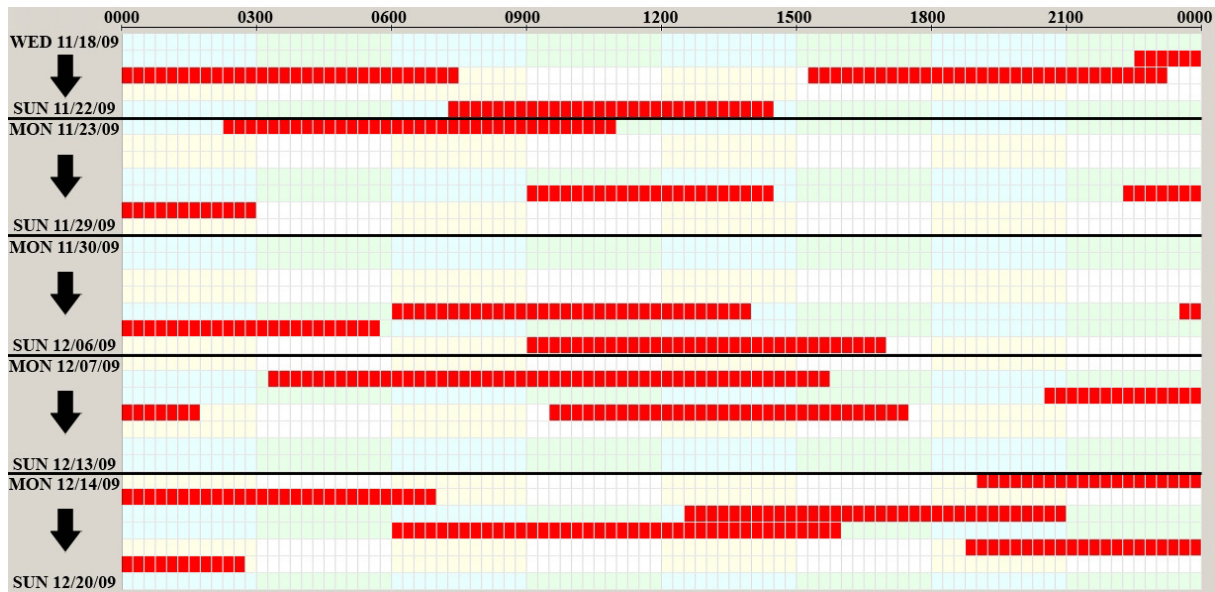 0000 0300 0600 0900 1200 1500 1800 2100 0000
WED 11/18/09
SUN 11/22/09
MON 11/23/09
SUN 11/29/09
MON 11/30/09
SUN 12/06/09
MON 12/07/09
SUN 12/13/09
MON 12/14/09
SUN 12/20/09